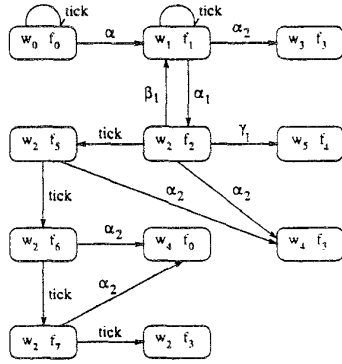 tick tick
w₀ f₀ α w₁ f₁ α₂ w₃ f₃
β₁ α₁
w₂ f₅ tick w₂ f₂ γ₁ w₅ f₄
tick α₂ α₂
w₂ f₆ α₂ w₄ f₀ w₄ f₃
tick α₂
w₂ f₇ tick w₂ f₃